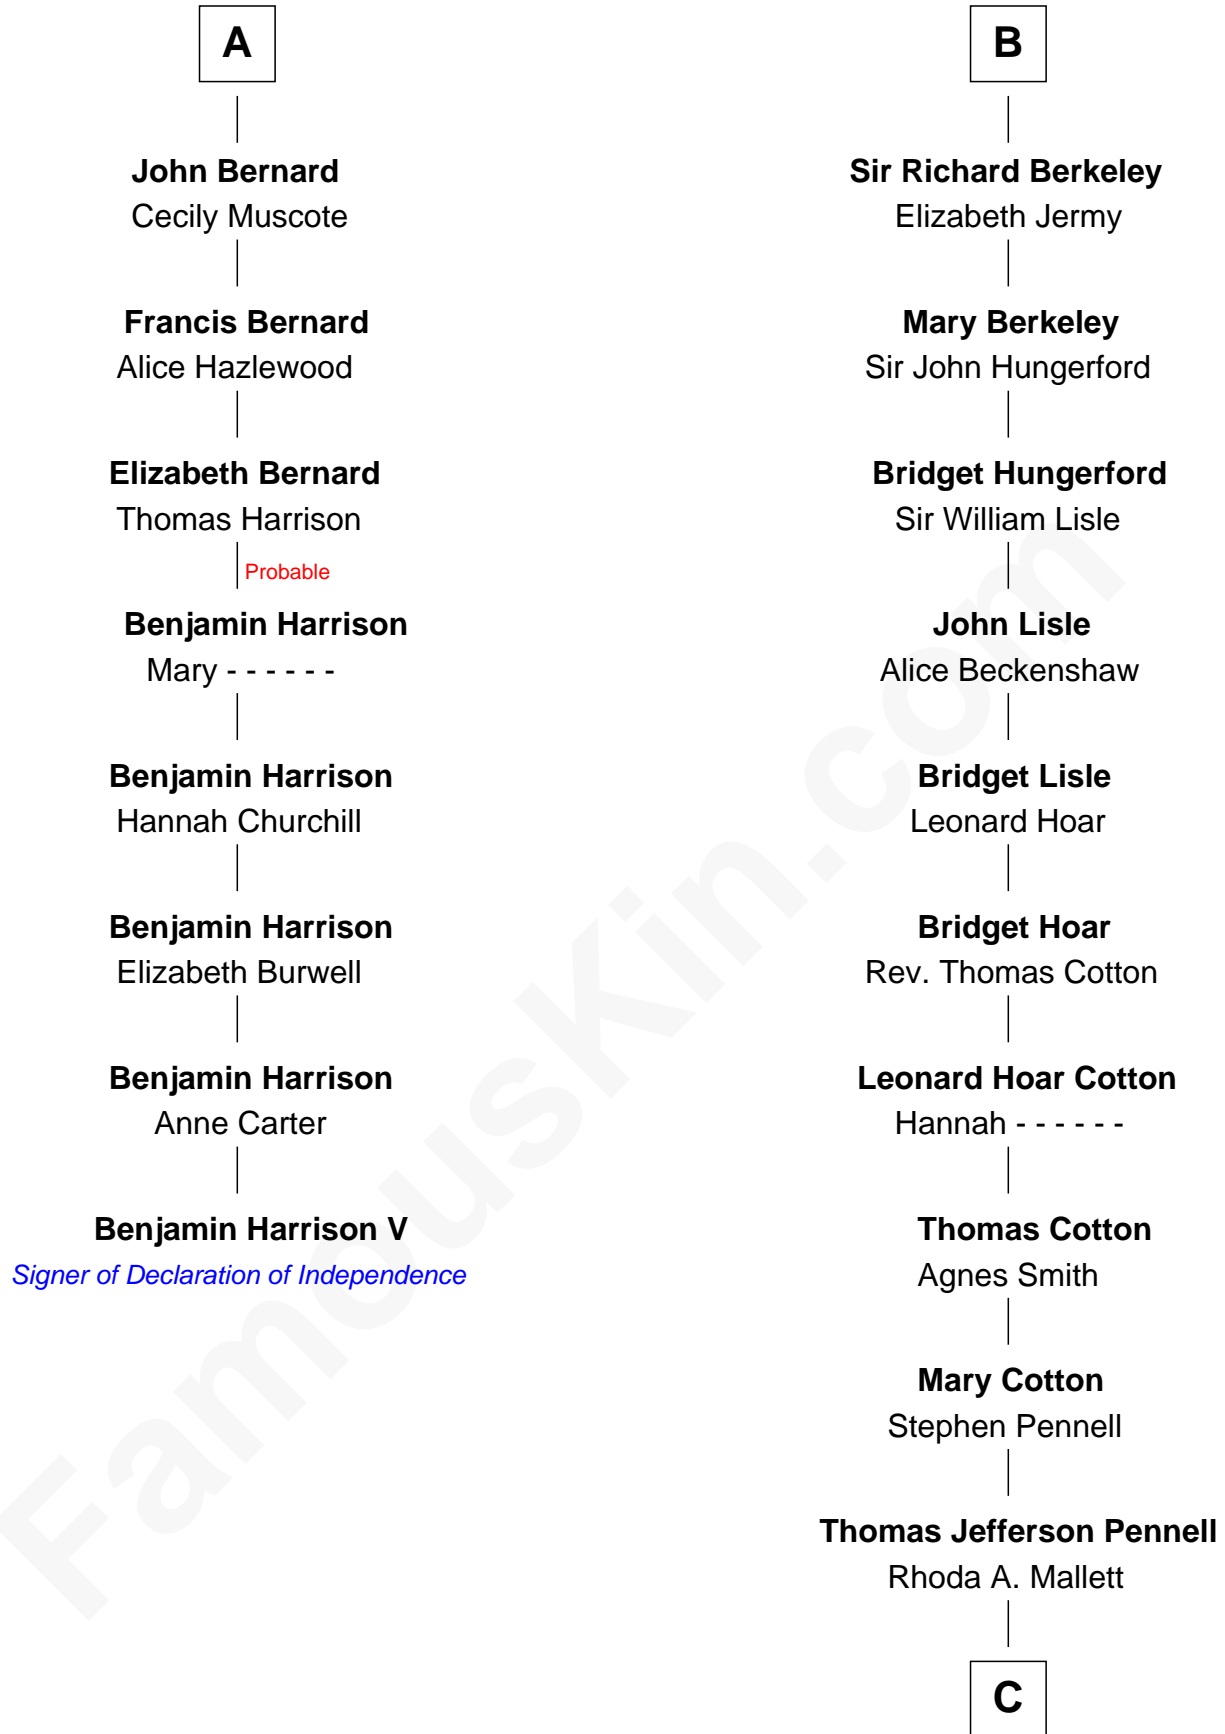 A
John Bernard
Cecily Muscote
Francis Bernard
Alice Hazlewood
Elizabeth Bernard
Thomas Harrison
Probable
Benjamin Harrison
Mary - - - - - -
Benjamin Harrison
Hannah Churchill
Benjamin Harrison
Elizabeth Burwell
Benjamin Harrison
Anne Carter
Benjamin Harrison V
Signer of Declaration of Independence
B
Sir Richard Berkeley
Elizabeth Jermy
Mary Berkeley
Sir John Hungerford
Bridget Hungerford
Sir William Lisle
John Lisle
Alice Beckenshaw
Bridget Lisle
Leonard Hoar
Bridget Hoar
Rev. Thomas Cotton
Leonard Hoar Cotton
Hannah - - - - - -
Thomas Cotton
Agnes Smith
Mary Cotton
Stephen Pennell
Thomas Jefferson Pennell
Rhoda A. Mallett
C
FamousKin.com